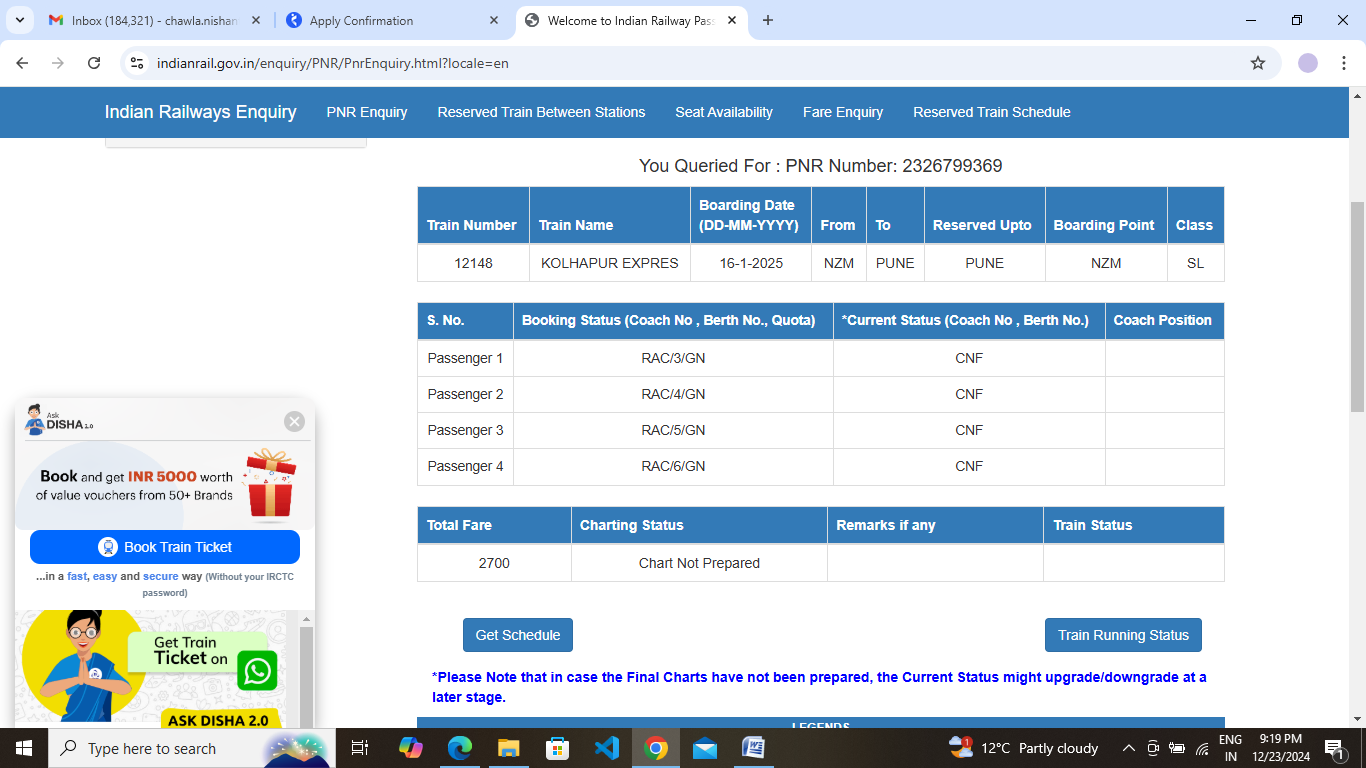 Inbox (184,321) - chawla.nishan
Apply Confirmation
Welcome to Indian Railway Pass
indianrail.gov.in/enquiry/PNR/PnrEnquiry.html?locale=en
Indian Railways Enquiry PNR Enquiry Reserved Train Between Stations Seat Availability Fare Enquiry Reserved Train Schedule
You Queried For : PNR Number: 2326799369
Train Number Train Name Boarding Date (DD-MM-YYYY) From To Reserved Upto Boarding Point Class
12148 KOLHAPUR EXPRES 16-1-2025 NZM PUNE PUNE NZM SL
S. No. Booking Status (Coach No , Berth No., Quota) *Current Status (Coach No , Berth No.) Coach Position
Passenger 1 RAC/3/GN CNF
Passenger 2 RAC/4/GN CNF
Passenger 3 RAC/5/GN CNF
Passenger 4 RAC/6/GN CNF
Total Fare Charting Status Remarks if any Train Status
2700 Chart Not Prepared
Get Schedule Train Running Status
*Please Note that in case the Final Charts have not been prepared, the Current Status might upgrade/downgrade at a
later stage.
LEGENDS
Ask
DISHA 2.0
Book and get INR 5000 worth
of value vouchers from 50+ Brands
Book Train Ticket
...in a fast, easy and secure way (Without your IRCTC
password)
Get Train
Ticket on
ASK DISHA 2.0
Type here to search
12°C Partly cloudy
ENG
IN
9:19 PM
12/23/2024
1